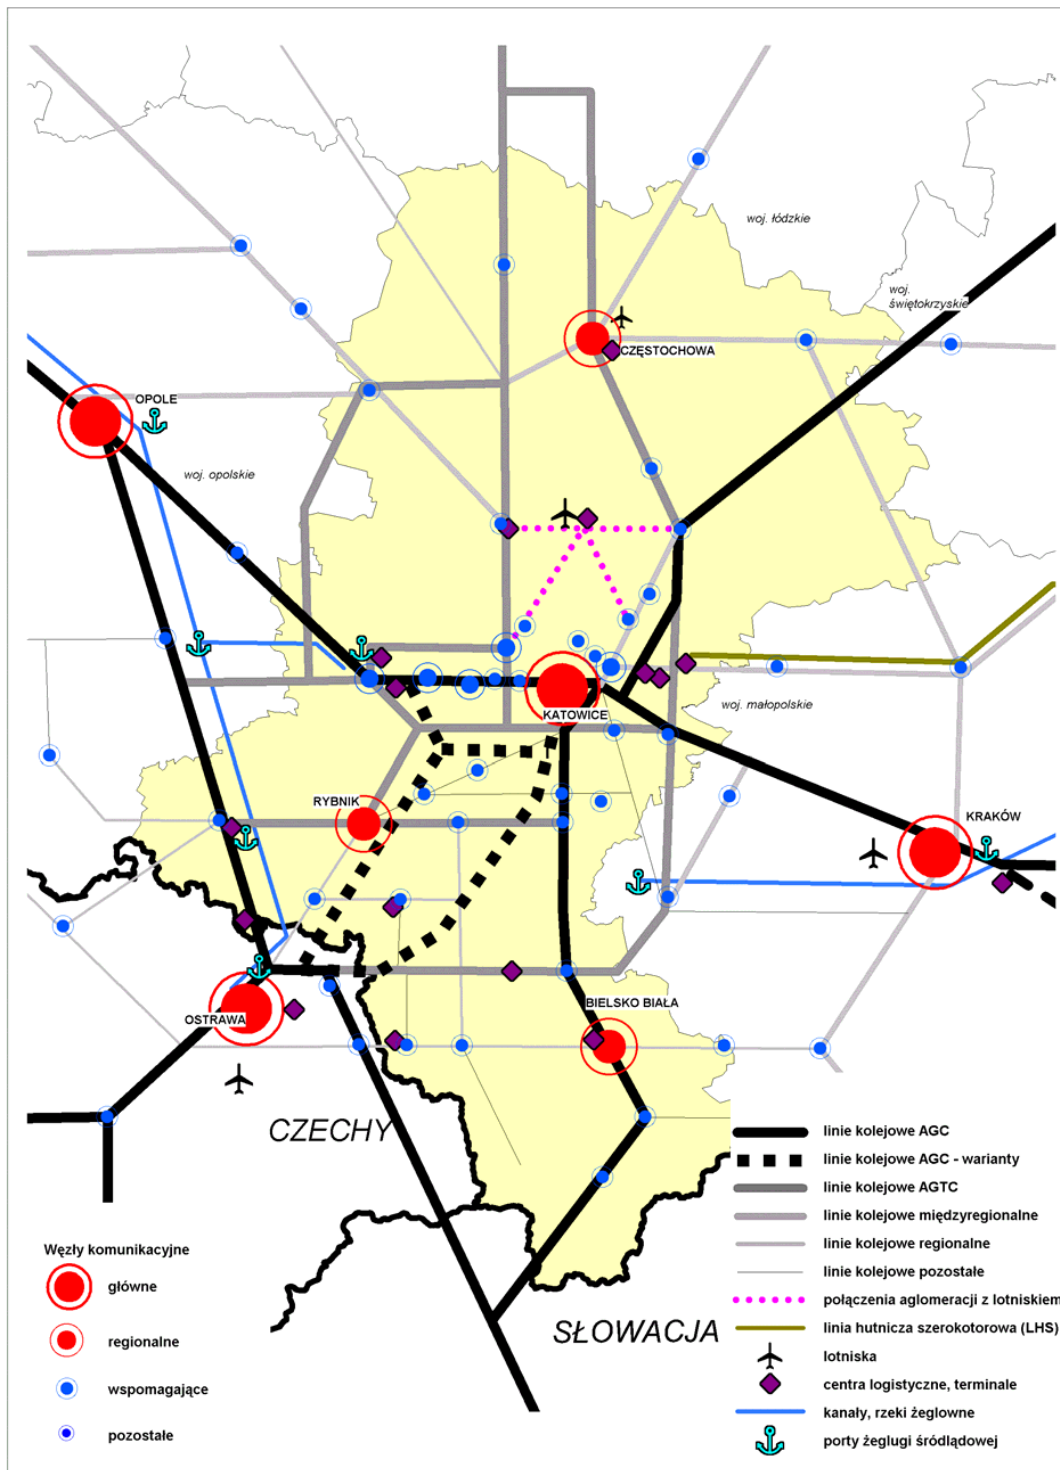 woj. łódzkie
woj.
świętokrzyskie
CZĘSTOCHOWA
OPOLE
woj. opolskie
woj. małopolskie
KATOWICE
RYBNIK
KRAKÓW
BIELSKO BIAŁA
OSTRAWA
CZECHY
SŁOWACJA
Węzły komunikacyjne
główne
regionalne
wspomagające
pozostałe
linie kolejowe AGC
linie kolejowe AGC - warianty
linie kolejowe AGTC
linie kolejowe międzyregionalne
linie kolejowe regionalne
linie kolejowe pozostałe
połączenia aglomeracji z lotniskiem
linia hutnicza szerokotorowa (LHS)
lotniska
centra logistyczne, terminale
kanały, rzeki żeglowne
porty żeglugi śródlądowej